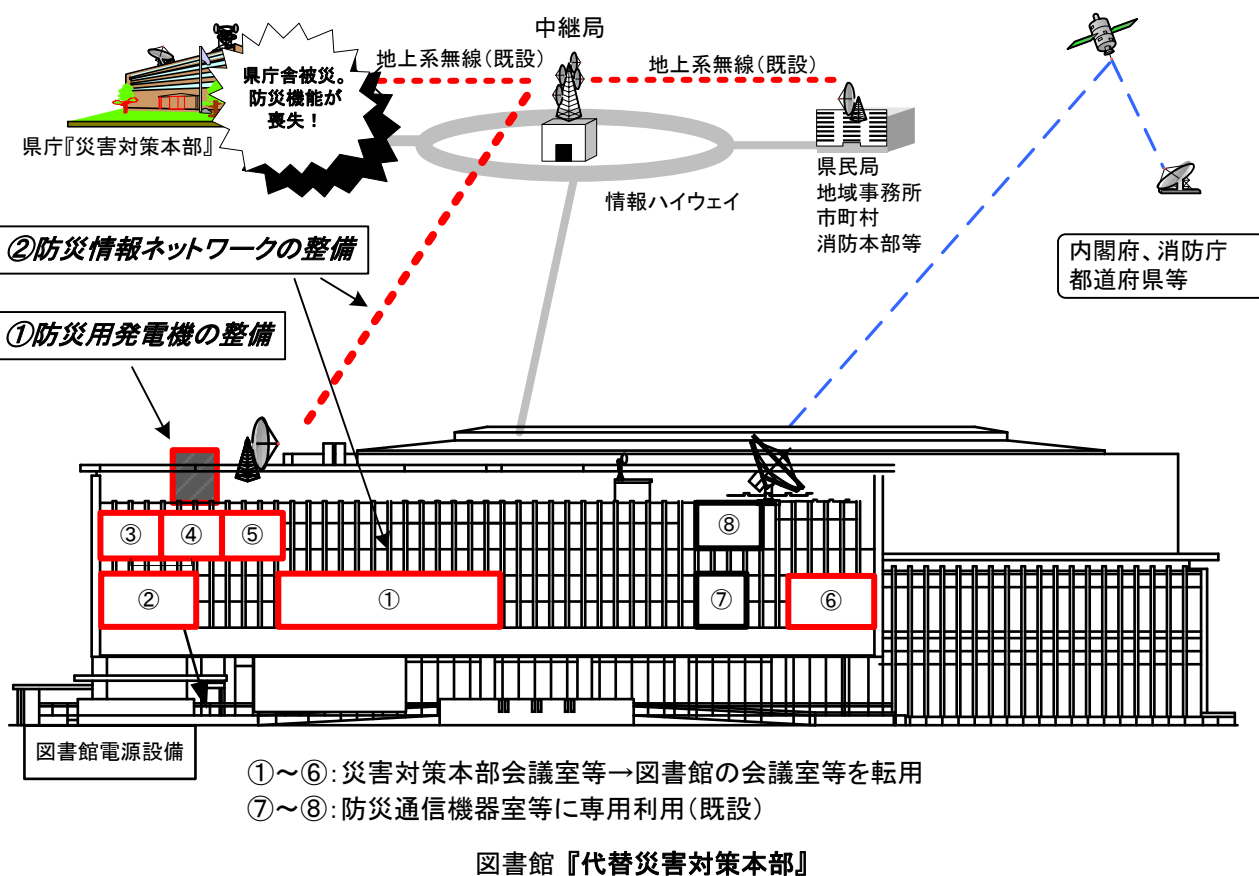 中継局
地上系無線(既設)
地上系無線(既設)
県庁舎被災。
防災機能が
喪失！
県庁『災害対策本部』
県民局
地域事務所
市町村
消防本部等
情報ハイウェイ
内閣府、消防庁
都道府県等
②防災情報ネットワークの整備
①防災用発電機の整備
③
④
⑤
⑧
②
①
⑦
⑥
図書館電源設備
①～⑥：災害対策本部会議室等→図書館の会議室等を転用
⑦～⑧：防災通信機器室等に専用利用(既設)
図書館『代替災害対策本部』